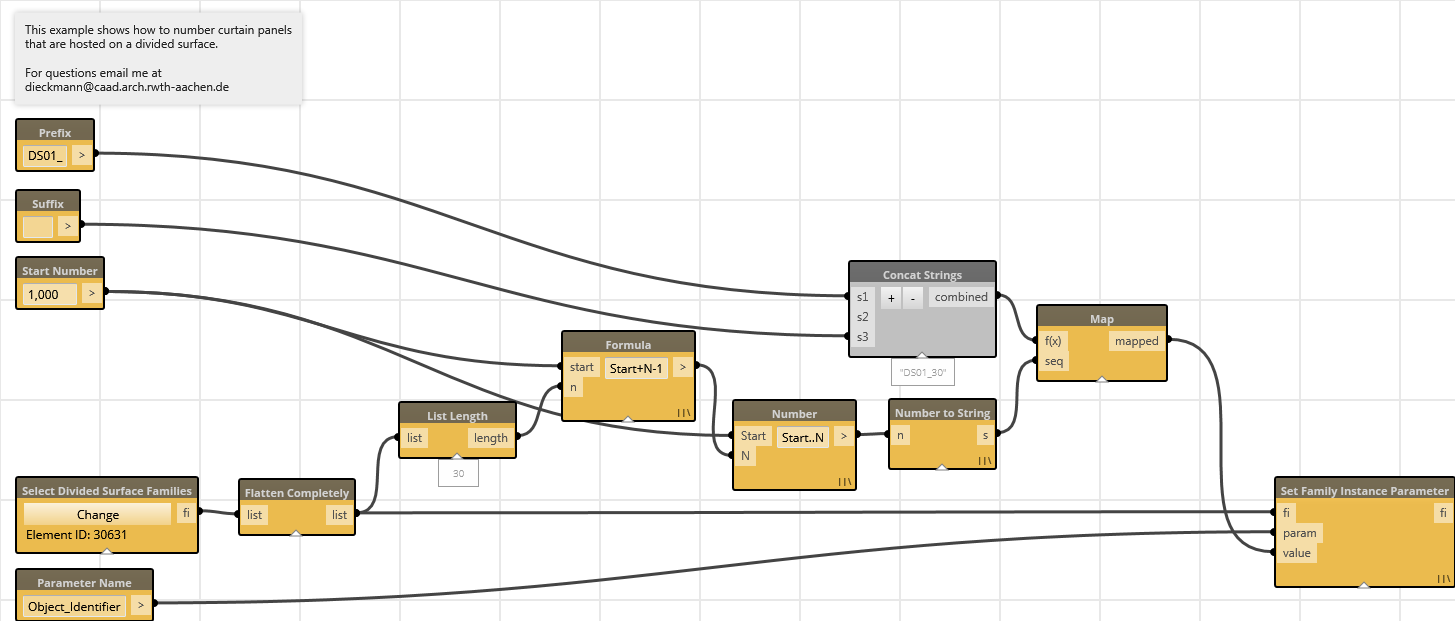 This example shows how to number curtain panels
that are hosted on a divided surface.
For questions email me at
dieckmann@caad.arch.rwth-aachen.de
Prefix
DS01_ >
Suffix
>
Start Number
1,000 >
Concat Strings
s1 + - combined
s2
s3
"DS01_30"
Map
f(x) mapped
seq
Formula
start Start+N-1 >
n
List Length
list length
30
Number
Start Start..N >
N
Number to String
n s
Select Divided Surface Families
Change fi
Element ID: 30631
Flatten Completely
list list
Set Family Instance Parameter
fi fi
param
value
Parameter Name
Object_Identifier >